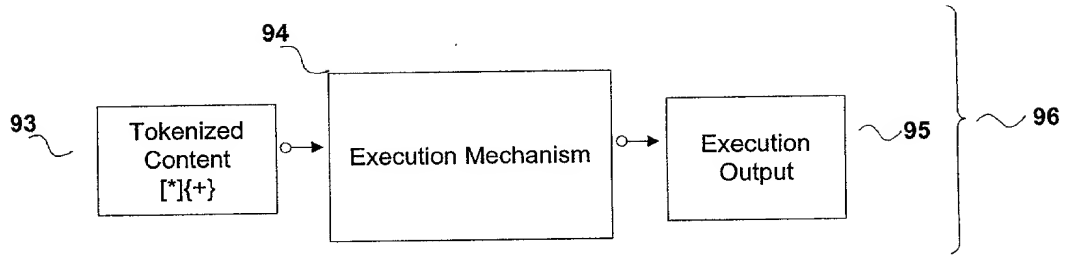 94
93
Tokenized
Content
[*]{+}
Execution Mechanism
Execution
Output
95
96